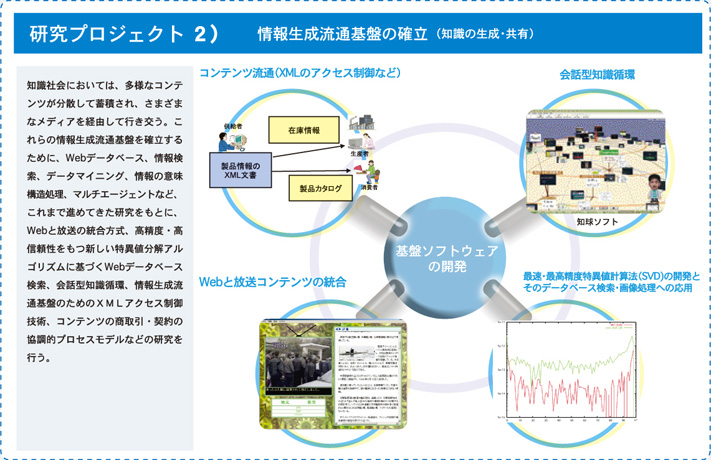 研究プロジェクト 2） 情報生成流通基盤の確立（知識の生成・共有）
知識社会においては、多様なコンテ
ンツが分散して蓄積され、さまざま
なメディアを経由して行き交う。こ
れらの情報生成流通基盤を確立する
ために、Webデータベース、情報検
索、データマイニング、情報の意味
構造処理、マルチエージェントなど、
これまで進めてきた研究をもとに、
Webと放送の統合方式、高精度・高
信頼性をもつ新しい特異値分解アル
ゴリズムに基づくWebデータベース
検索、会話型知識循環、情報生成流
通基盤のためのＸＭＬアクセス制御
技術、コンテンツの商取引・契約の
協調的プロセスモデルなどの研究を
行う。
コンテンツ流通（XMLのアクセス制御など）
供給者
在庫情報
生産者
製品情報の
XML文書
製品カタログ
消費者
会話型知識循環
知球ソフト
基盤ソフトウェア
の開発
Webと放送コンテンツの統合
最速・最高精度特異値計算法（SVD）の開発と
そのデータベース検索・画像処理への応用